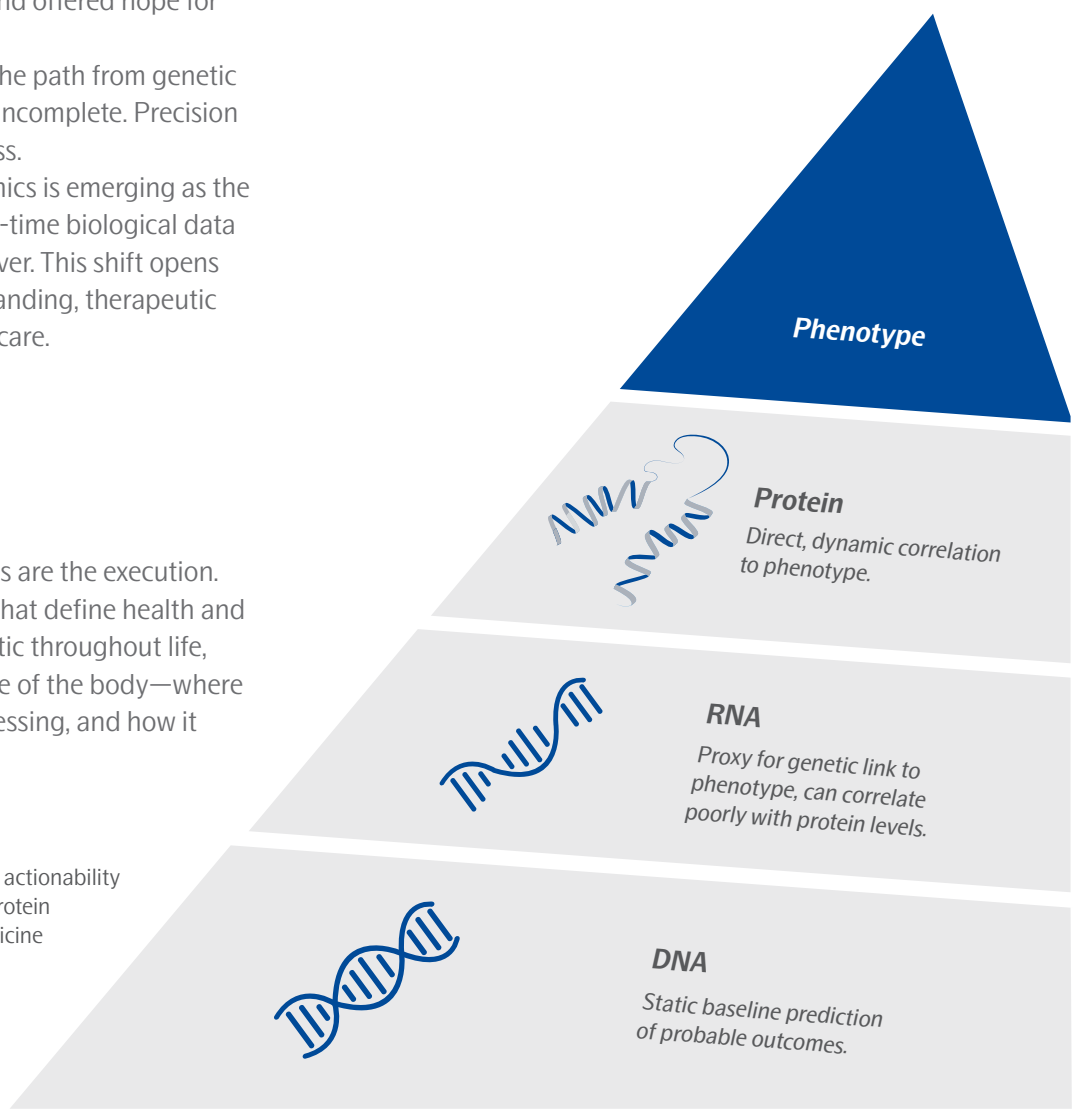 nd offered hope for
he path from genetic
ncomplete. Precision
ss.
nics is emerging as the
-time biological data
ver. This shift opens
anding, therapeutic
care.
s are the execution.
hat define health and
tic throughout life,
e of the body—where
essing, and how it
actionability
rotein
icine
Phenotype
Protein
Direct, dynamic correlation
to phenotype.
RNA
Proxy for genetic link to
phenotype, can correlate
poorly with protein levels.
DNA
Static baseline prediction
of probable outcomes.